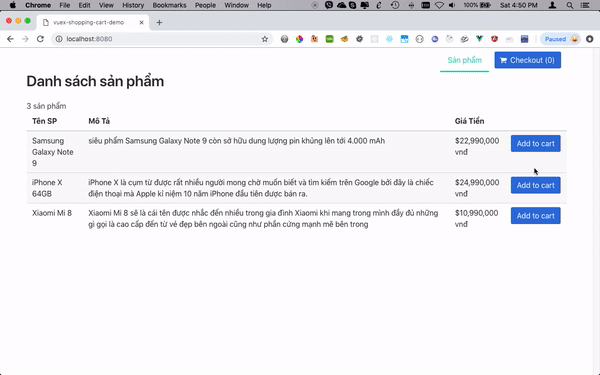 Chrome File Edit View History Bookmarks People Window Help
100% Sat 4:50 PM
vuex-shopping-cart-demo
localhost:8080
Paused
Sản phẩm
Checkout (0)
Danh sách sản phẩm
3 sản phẩm
Tên SP Mô Tả Giá Tiền
Samsung Galaxy Note 9
siêu phẩm Samsung Galaxy Note 9 còn sở hữu dung lượng pin khủng lên tới 4.000 mAh
$22,990,000 vnđ
Add to cart
iPhone X 64GB
iPhone X là cụm từ được rất nhiều người mong chờ muốn biết và tìm kiếm trên Google bởi đây là chiếc
điện thoại mà Apple kỉ niệm 10 năm iPhone đầu tiên được bán ra.
$24,990,000 vnđ
Add to cart
Xiaomi Mi 8
Xiaomi Mi 8 sẽ là cái tên được nhắc đến nhiều trong gia đình Xiaomi khi mang trong mình đầy đủ những
gì gọi là cao cấp đến từ vẻ đẹp bên ngoài cũng như phần cứng mạnh mẽ bên trong
$10,990,000 vnđ
Add to cart